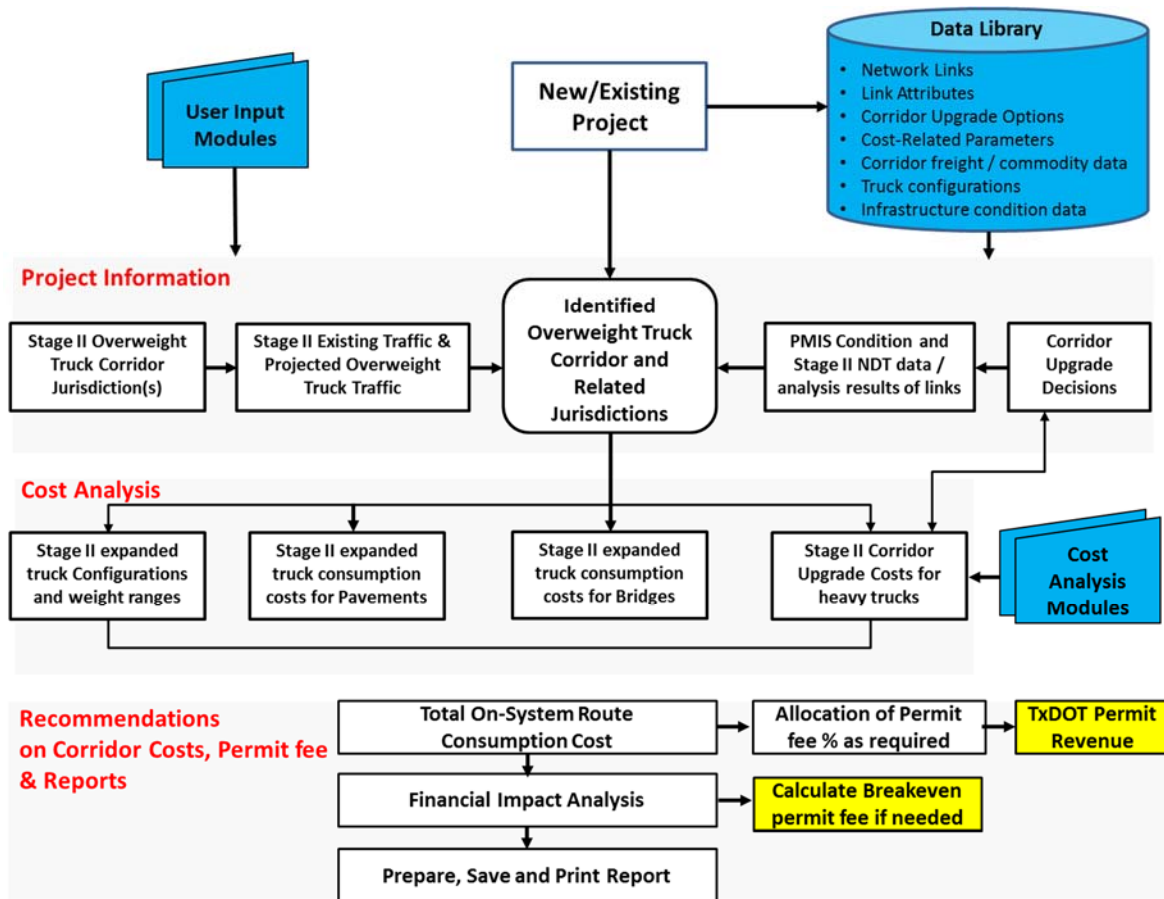 User Input
Modules
New/Existing
Project
Data Library
• Network Links
• Link Attributes
• Corridor Upgrade Options
• Cost-Related Parameters
• Corridor freight / commodity data
• Truck configurations
• Infrastructure condition data
Project Information
Stage II Overweight
Truck Corridor
Jurisdiction(s)
Stage II Existing Traffic &
Projected Overweight
Truck Traffic
Identified
Overweight Truck
Corridor and
Related
Jurisdictions
PMIS Condition and
Stage II NDT data /
analysis results of links
Corridor
Upgrade
Decisions
Cost Analysis
Stage II expanded
truck Configurations
and weight ranges
Stage II expanded
truck consumption
costs for Pavements
Stage II expanded
truck consumption
costs for Bridges
Stage II Corridor
Upgrade Costs for
heavy trucks
Cost
Analysis
Modules
Recommendations
on Corridor Costs, Permit fee
& Reports
Total On-System Route
Consumption Cost
Allocation of Permit
fee % as required
TxDOT Permit
Revenue
Financial Impact Analysis
Calculate Breakeven
permit fee if needed
Prepare, Save and Print Report